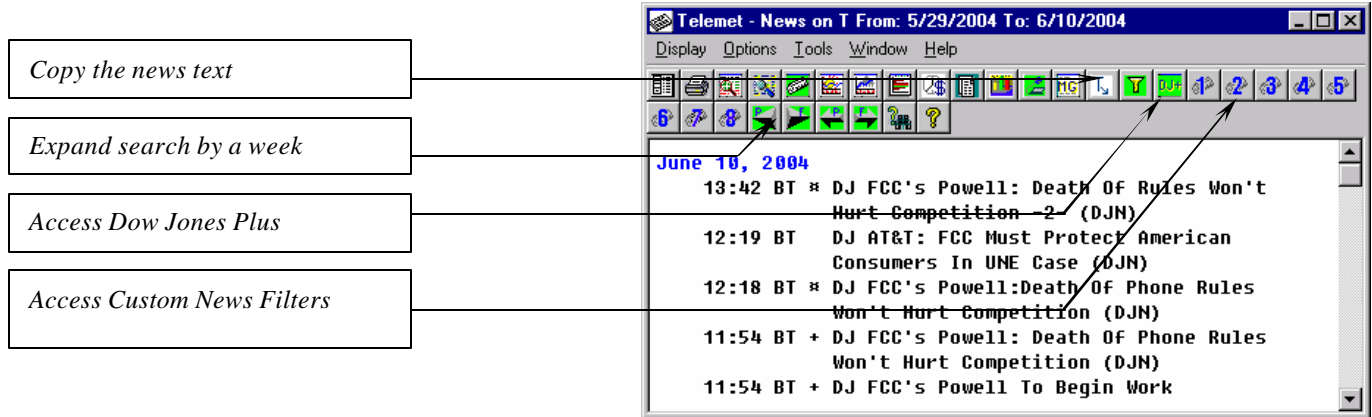 Copy the news text
Expand search by a week
Access Dow Jones Plus
Access Custom News Filters
Telemet - News on T From: 5/29/2004 To: 6/10/2004
Display Options Tools Window Help
MG DJ+ 1 2 3 4 5
6 7 8 P F P F ? ?
June 10, 2004
13:42 BT ¤ DJ FCC's Powell: Death Of Rules Won't
Hurt Competition -2- (DJN)
12:19 BT DJ AT&T: FCC Must Protect American
Consumers In UNE Case (DJN)
12:18 BT ¤ DJ FCC's Powell:Death Of Phone Rules
Won't Hurt Competition (DJN)
11:54 BT + DJ FCC's Powell: Death Of Phone Rules
Won't Hurt Competition (DJN)
11:54 BT + DJ FCC's Powell To Begin Work